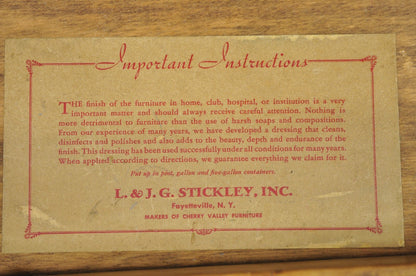 Important Instructions
THE finish of the furniture in home, club, hospital, or institution is a very
important matter and should always receive careful attention. Nothing is
more detrimental to furniture than the use of harsh soaps and compositions.
From our experience of many years, we have developed a dressing that cleans,
disinfects and polishes and also adds to the beauty, depth and endurance of the
finish. This dressing has been used successfully under all conditions for many years.
When applied according to directions, we guarantee everything we claim for it.
Put up in pint, gallon and five-gallon containers.
L. & J. G. STICKLEY, INC.
Fayetteville, N. Y.
MAKERS OF CHERRY VALLEY FURNITURE